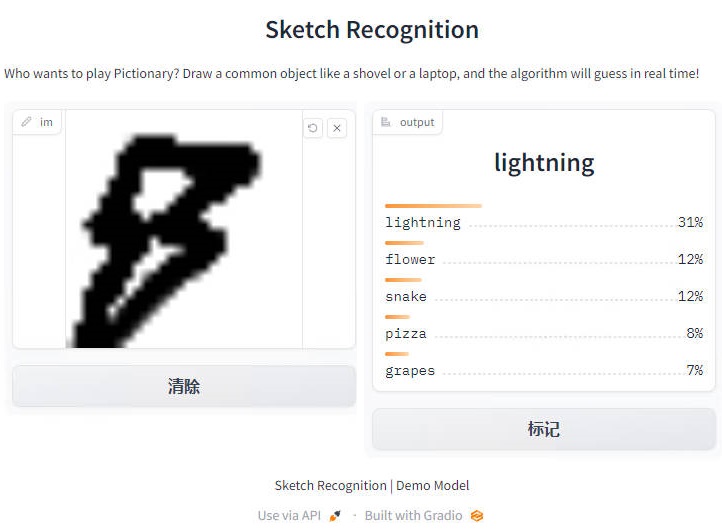 Sketch Recognition
Who wants to play Pictionary? Draw a common object like a shovel or a laptop, and the algorithm will guess in real time!
im
output
lightning
lightning 31%
flower 12%
snake 12%
pizza 8%
grapes 7%
清除
标记
Sketch Recognition | Demo Model
Use via API · Built with Gradio